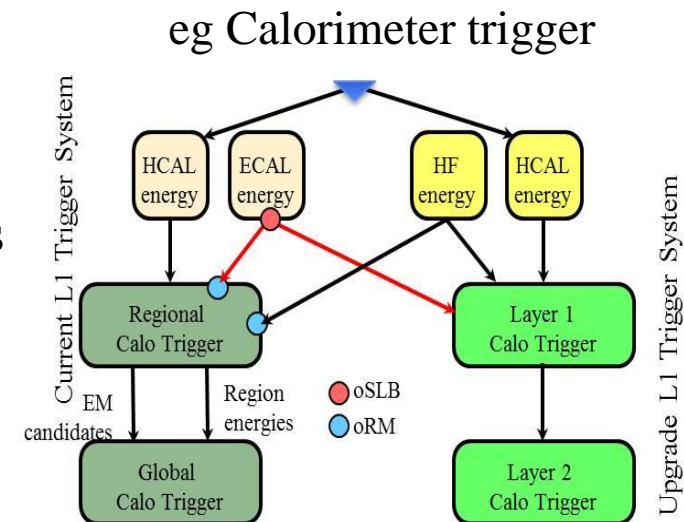 eg Calorimeter trigger
Current L1 Trigger System
HCAL
energy
ECAL
energy
HF
energy
HCAL
energy
Upgrade L1 Trigger System
Regional
Calo Trigger
Layer 1
Calo Trigger
EM
candidates
Region
energies
oSLB
oRM
Global
Calo Trigger
Layer 2
Calo Trigger